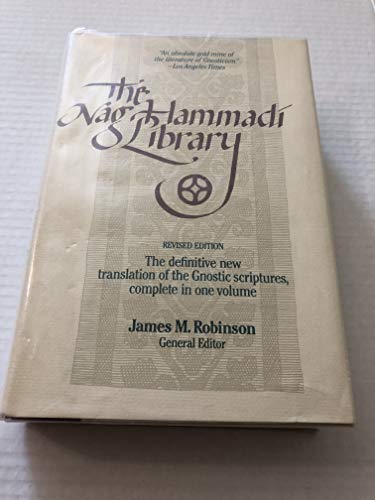 "An absolute gold mine of
the literature of Gnosticism."
—Los Angeles Times
The
Nag Hammadi
Library
REVISED EDITION
The definitive new
translation of the Gnostic scriptures,
complete in one volume
James M. Robinson
General Editor